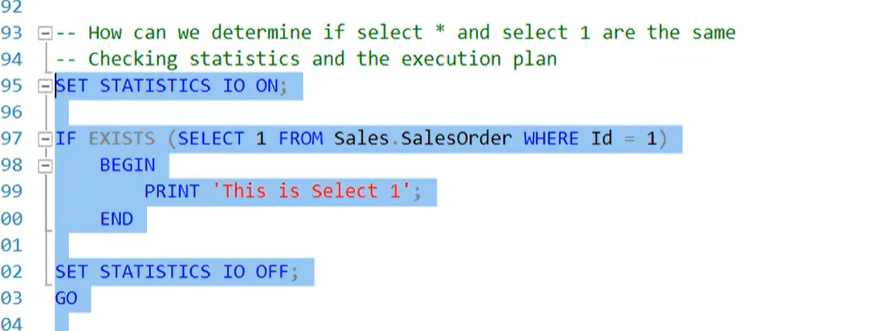 92
93 -- How can we determine if select * and select 1 are the same
94 -- Checking statistics and the execution plan
95 SET STATISTICS IO ON;
96
97 IF EXISTS (SELECT 1 FROM Sales.SalesOrder WHERE Id = 1)
98 BEGIN
99 PRINT 'This is Select 1';
00 END
01
02 SET STATISTICS IO OFF;
03 GO
04